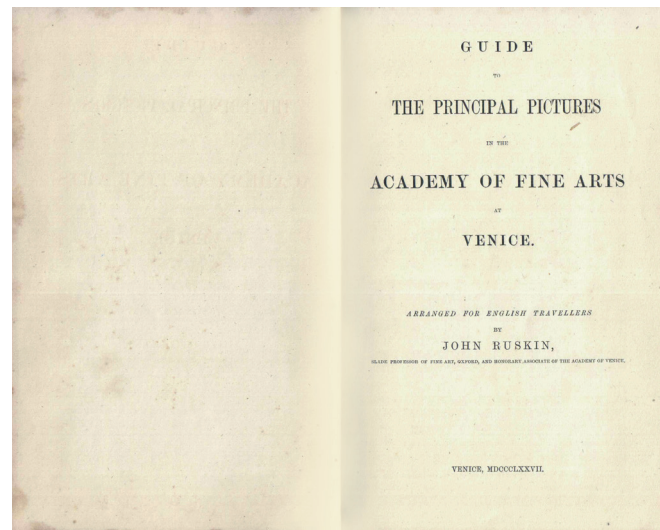 GUIDE
TO
THE PRINCIPAL PICTURES
IN THE
ACADEMY OF FINE ARTS
AT
VENICE.
ARRANGED FOR ENGLISH TRAVELLERS
BY
JOHN RUSKIN,
SLADE PROFESSOR OF FINE ART, OXFORD, AND HONORARY ASSOCIATE OF THE ACADEMY OF VENICE.
VENICE, MDCCCLXXVII.